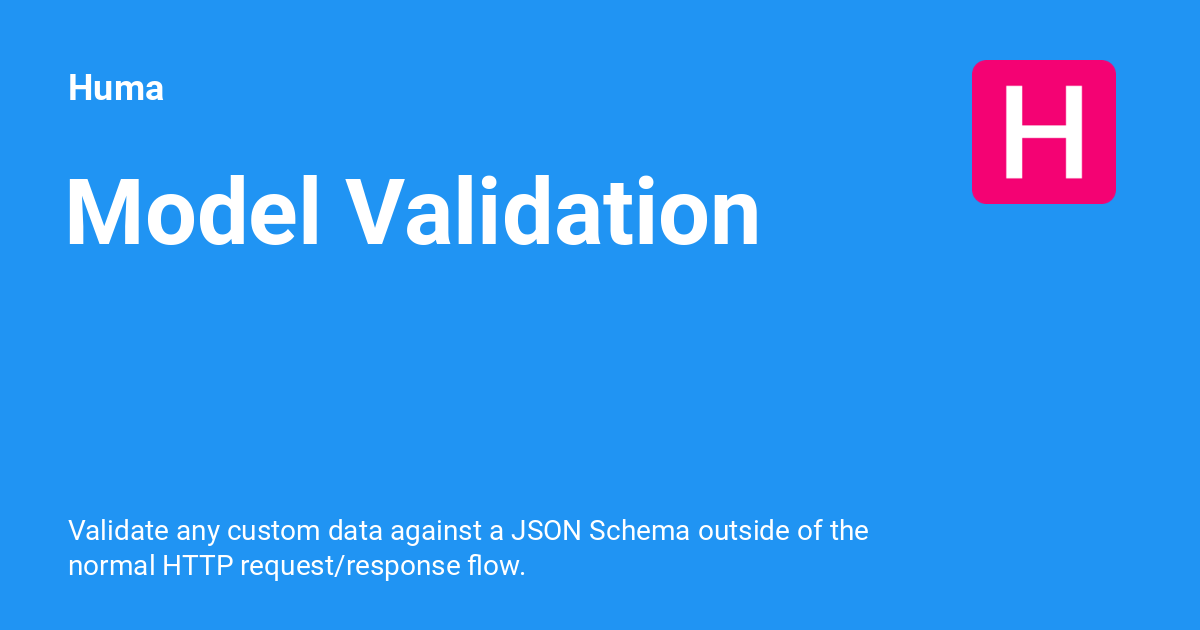 Huma
H
Model Validation
Validate any custom data against a JSON Schema outside of the
normal HTTP request/response flow.